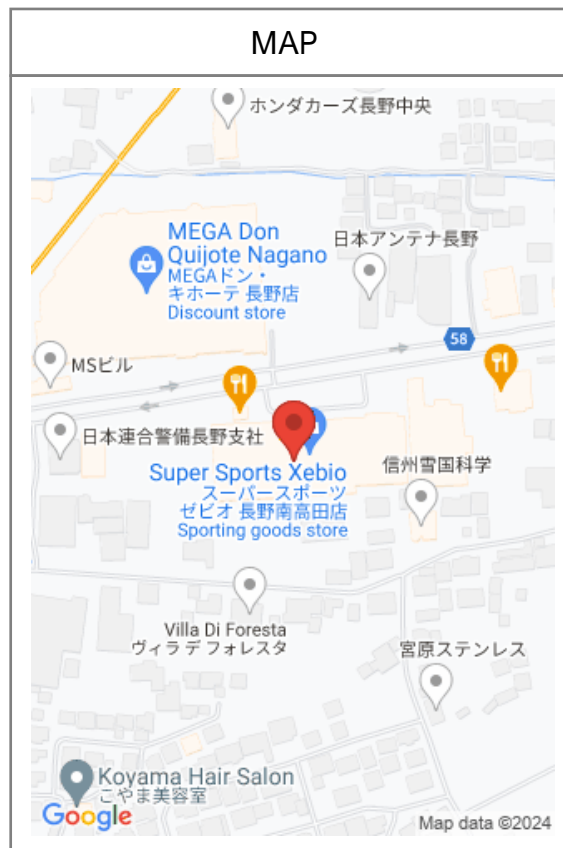 MAP
ホンダカーズ長野中央
MEGA Don
Quijote Nagano
MEGAドン・
キホーテ 長野店
Discount store
日本アンテナ長野
58
MSビル
日本連合警備長野支社
Super Sports Xebio
スーパースポーツ
ゼビオ 長野南高田店
Sporting goods store
信州雪国科学
Villa Di Foresta
ヴィラ デ フォレスタ
宮原ステンレス
Koyama Hair Salon
こやま美容室
Google
Map data ©2024